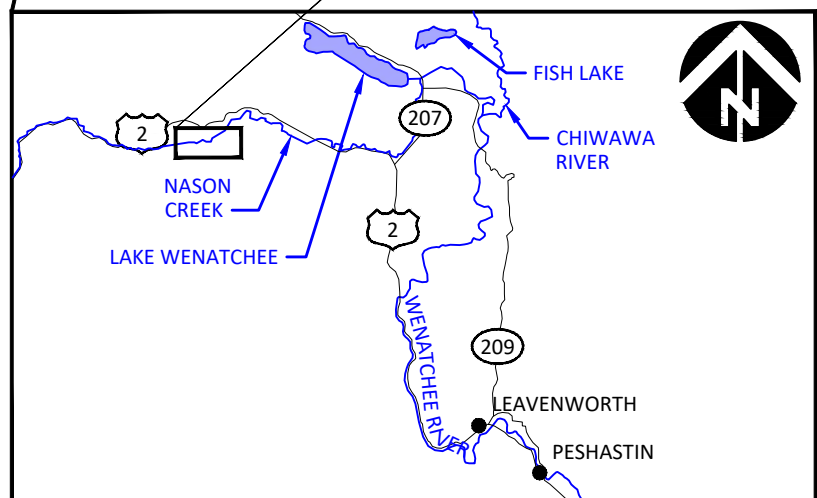 FISH LAKE
N
2
207
CHIWAWA
RIVER
NASON
CREEK
2
LAKE WENATCHEE
WENATCHEE RIVER
209
LEAVENWORTH
PESHASTIN